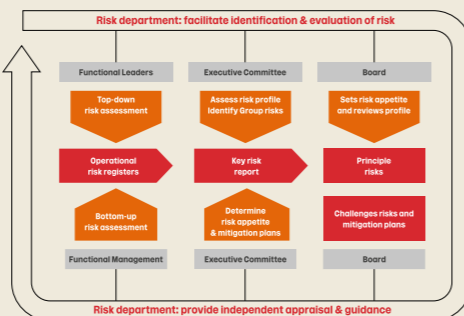 Risk department: facilitate identification & evaluation of risk
Functional Leaders
Executive Committee
Board
Top-down
risk assessment
Assess risk profile
Identify Group risks
Sets risk appetite
and reviews profile
Operational
risk registers
Key risk
report
Principle
risks
Bottom-up
risk assessment
Determine
risk appetite
& mitigation plans
Challenges risks and
mitigation plans
Functional Management
Executive Committee
Board
Risk department: provide independent appraisal & guidance